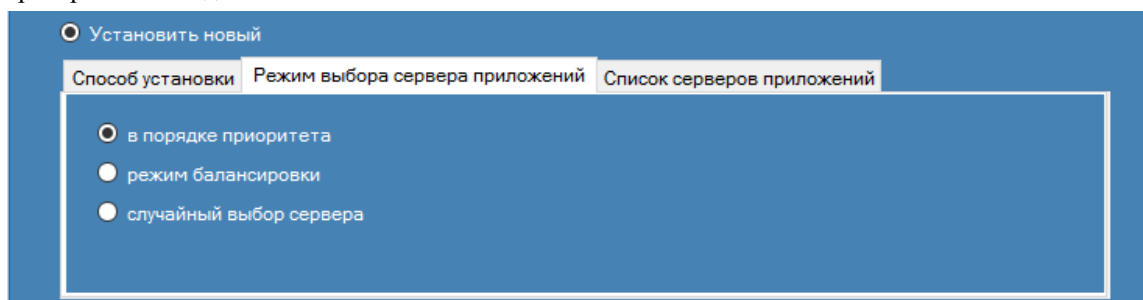 Установить новый
Способ установки Режим выбора сервера приложений Список серверов приложений
в порядке приоритета
режим балансировки
случайный выбор сервера